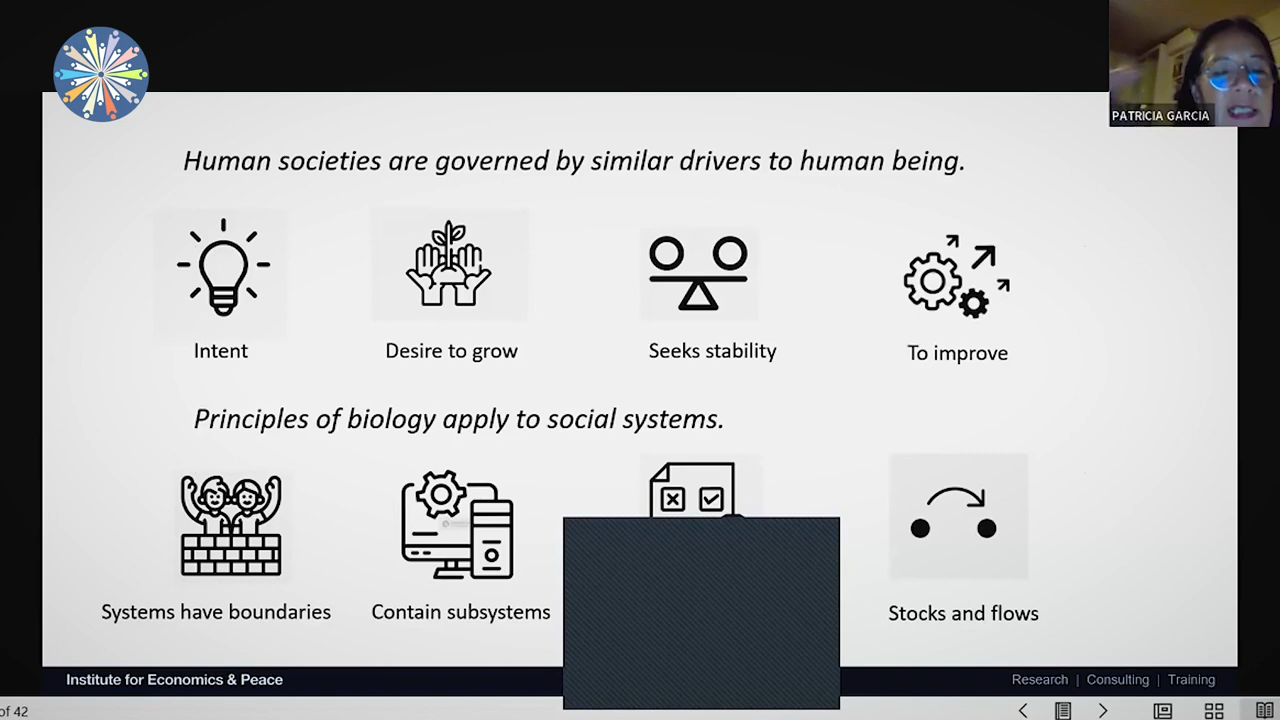 PATRICIA GARCIA
Human societies are governed by similar drivers to human being.
Intent
Desire to grow
Seeks stability
To improve
Principles of biology apply to social systems.
Systems have boundaries
Contain subsystems
Stocks and flows
Institute for Economics & Peace
Research | Consulting | Training
of 42